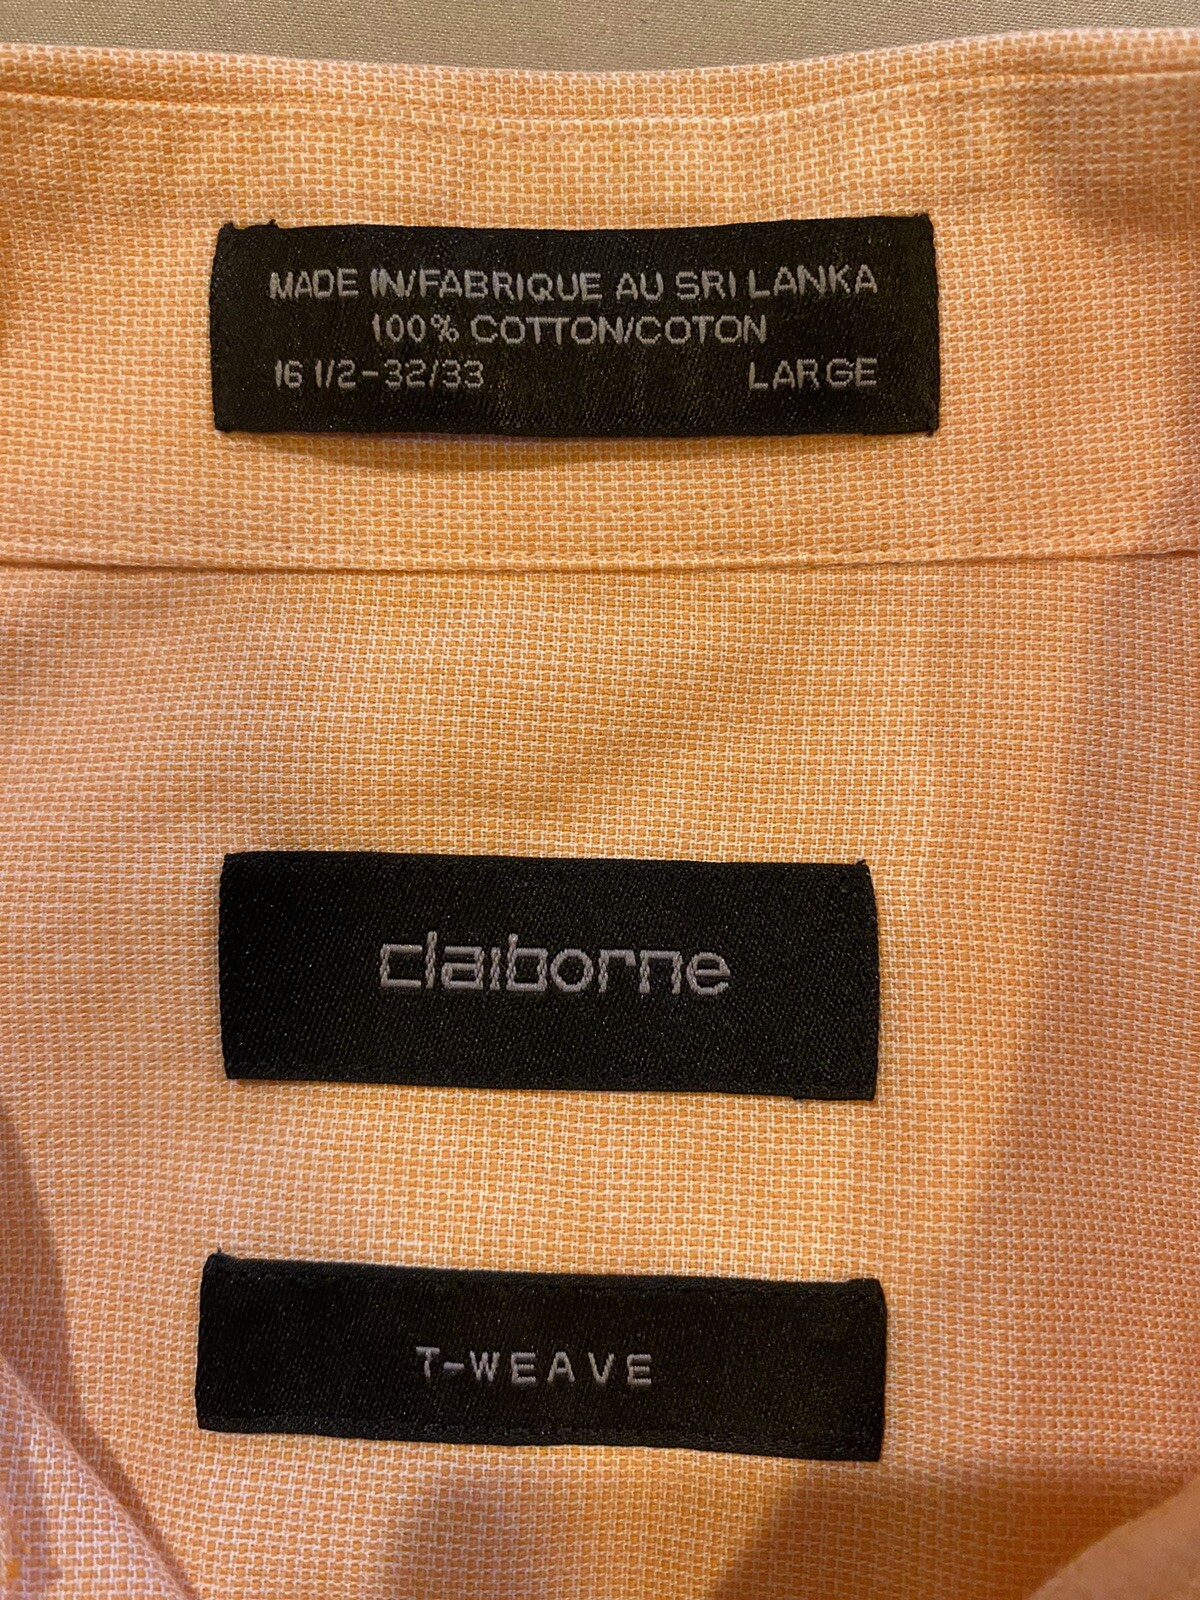 MADE IN/FABRIQUE AU SRI LANKA
100% COTTON/COTON
16 1/2-32/33 LARGE
claiborne
T-WEAVE